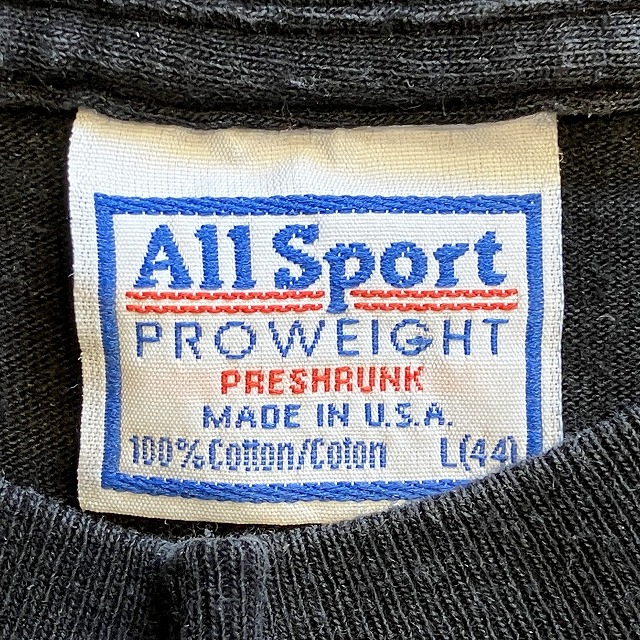 All Sport
PROWEIGHT
PRESHRUNK
MADE IN U.S.A.
100% Cotton/Coton L(44)